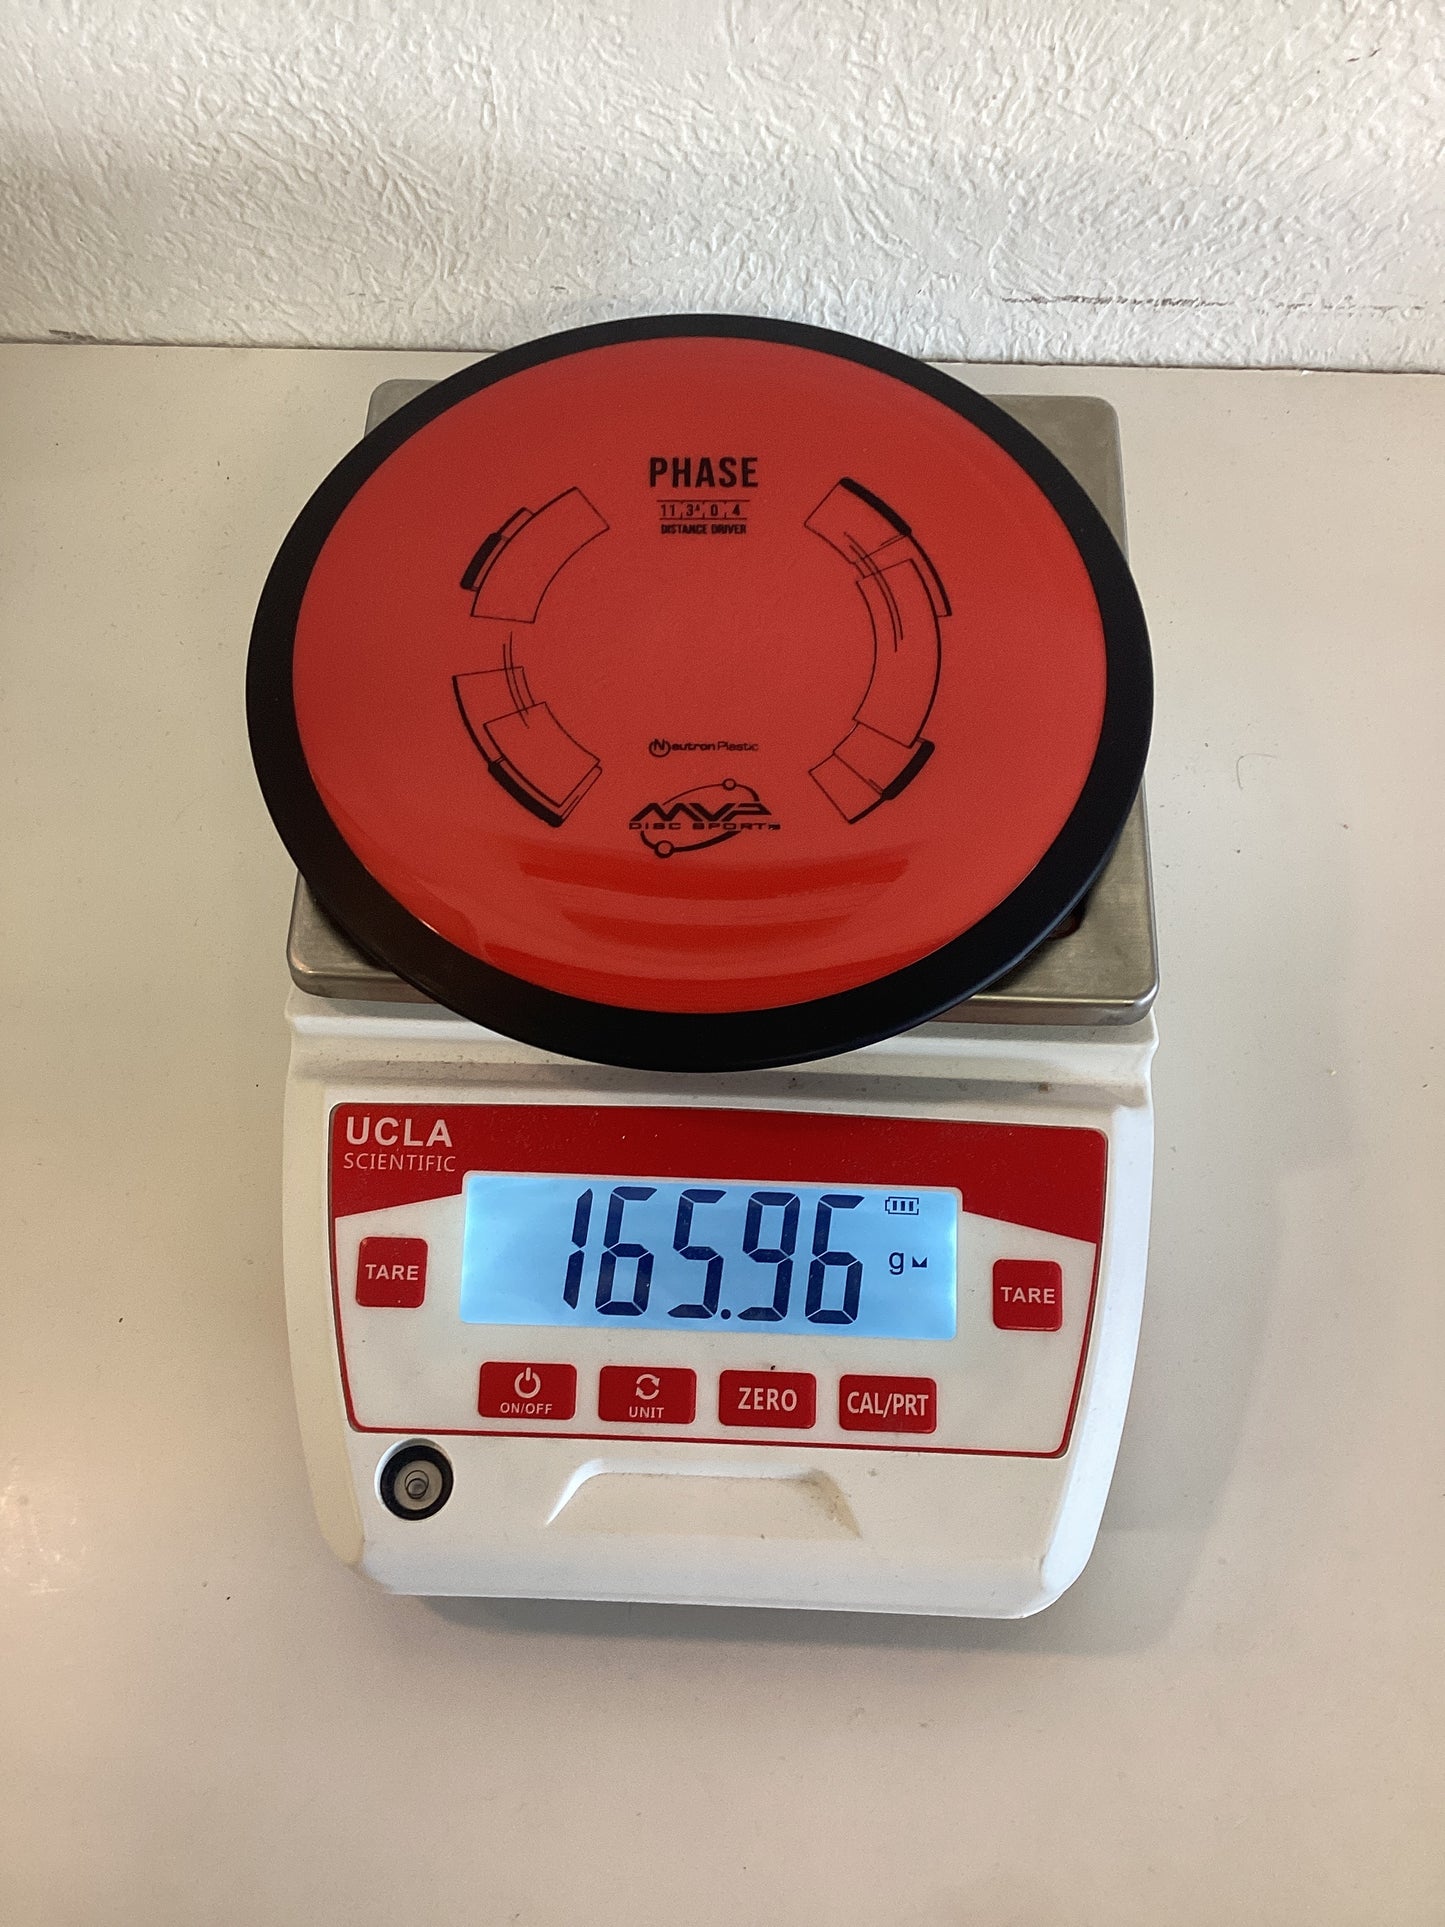 PHASE
11 3⁵ 0 4
DISTANCE DRIVER
Neutron Plastic
MVP
DISC SPORTS
UCLA
SCIENTIFIC
165.96
g
TARE
TARE
ON/OFF
UNIT
ZERO
CAL/PRT